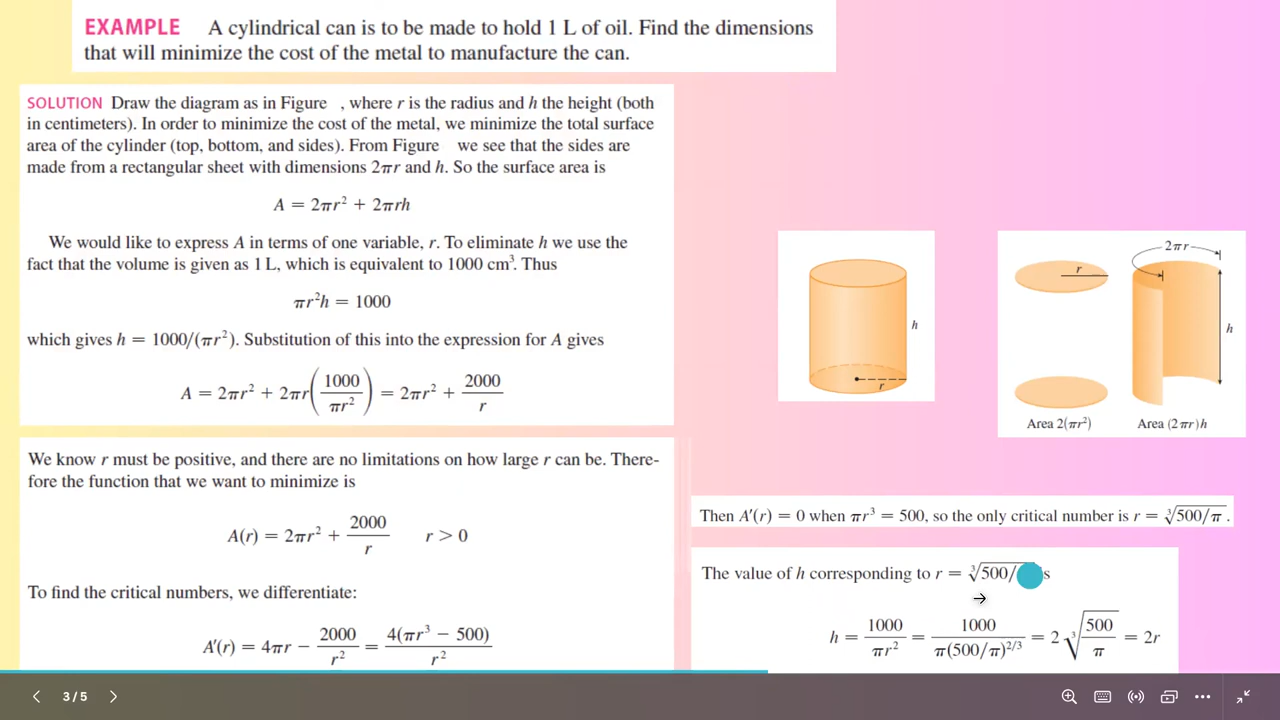 EXAMPLE A cylindrical can is to be made to hold 1 L of oil. Find the dimensions
that will minimize the cost of the metal to manufacture the can.
SOLUTION Draw the diagram as in Figure , where r is the radius and h the height (both
in centimeters). In order to minimize the cost of the metal, we minimize the total surface
area of the cylinder (top, bottom, and sides). From Figure we see that the sides are
made from a rectangular sheet with dimensions 2πr and h. So the surface area is
A = 2πr² + 2πrh
We would like to express A in terms of one variable, r. To eliminate h we use the
fact that the volume is given as 1 L, which is equivalent to 1000 cm³. Thus
πr²h = 1000
which gives h = 1000/(πr²). Substitution of this into the expression for A gives
A = 2πr² + 2πr(1000/πr²) = 2πr² + 2000/r
We know r must be positive, and there are no limitations on how large r can be. There-
fore the function that we want to minimize is
A(r) = 2πr² + 2000/r r > 0
To find the critical numbers, we differentiate:
A′(r) = 4πr − 2000/r² = 4(πr³ − 500)/r²
h
r
r
2πr
h
Area 2(πr²)
Area (2πr)h
Then A′(r) = 0 when πr³ = 500, so the only critical number is r = ∛(500/π).
The value of h corresponding to r = ∛500/ s
h = 1000/πr² = 1000/π(500/π)^(2/3) = 2 ∛(500/π) = 2r
3 / 5